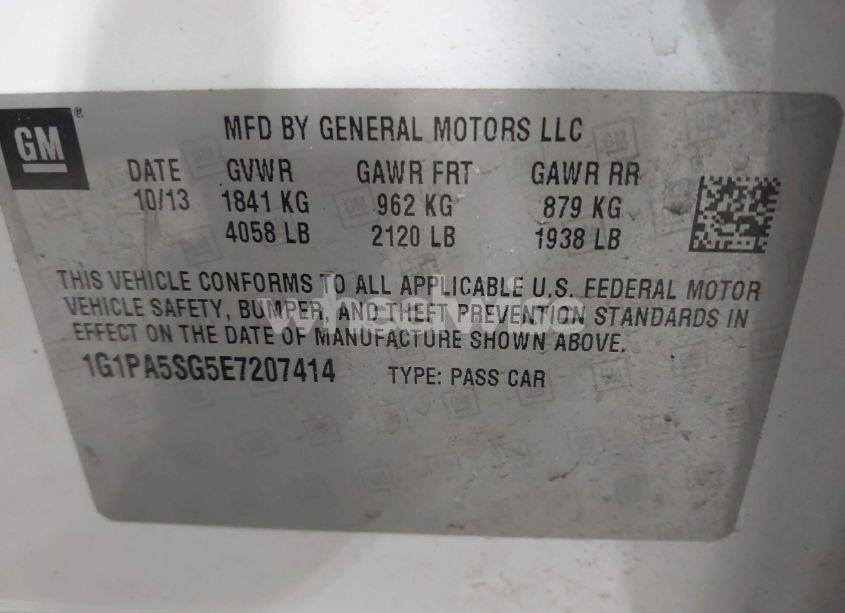 GM
MFD BY GENERAL MOTORS LLC
DATE GVWR GAWR FRT GAWR RR
10/13 1841 KG 962 KG 879 KG
4058 LB 2120 LB 1938 LB
THIS VEHICLE CONFORMS TO ALL APPLICABLE U.S. FEDERAL MOTOR
VEHICLE SAFETY, BUMPER, AND THEFT PREVENTION STANDARDS IN
EFFECT ON THE DATE OF MANUFACTURE SHOWN ABOVE.
wheelwise
1G1PA5SG5E7207414 TYPE: PASS CAR